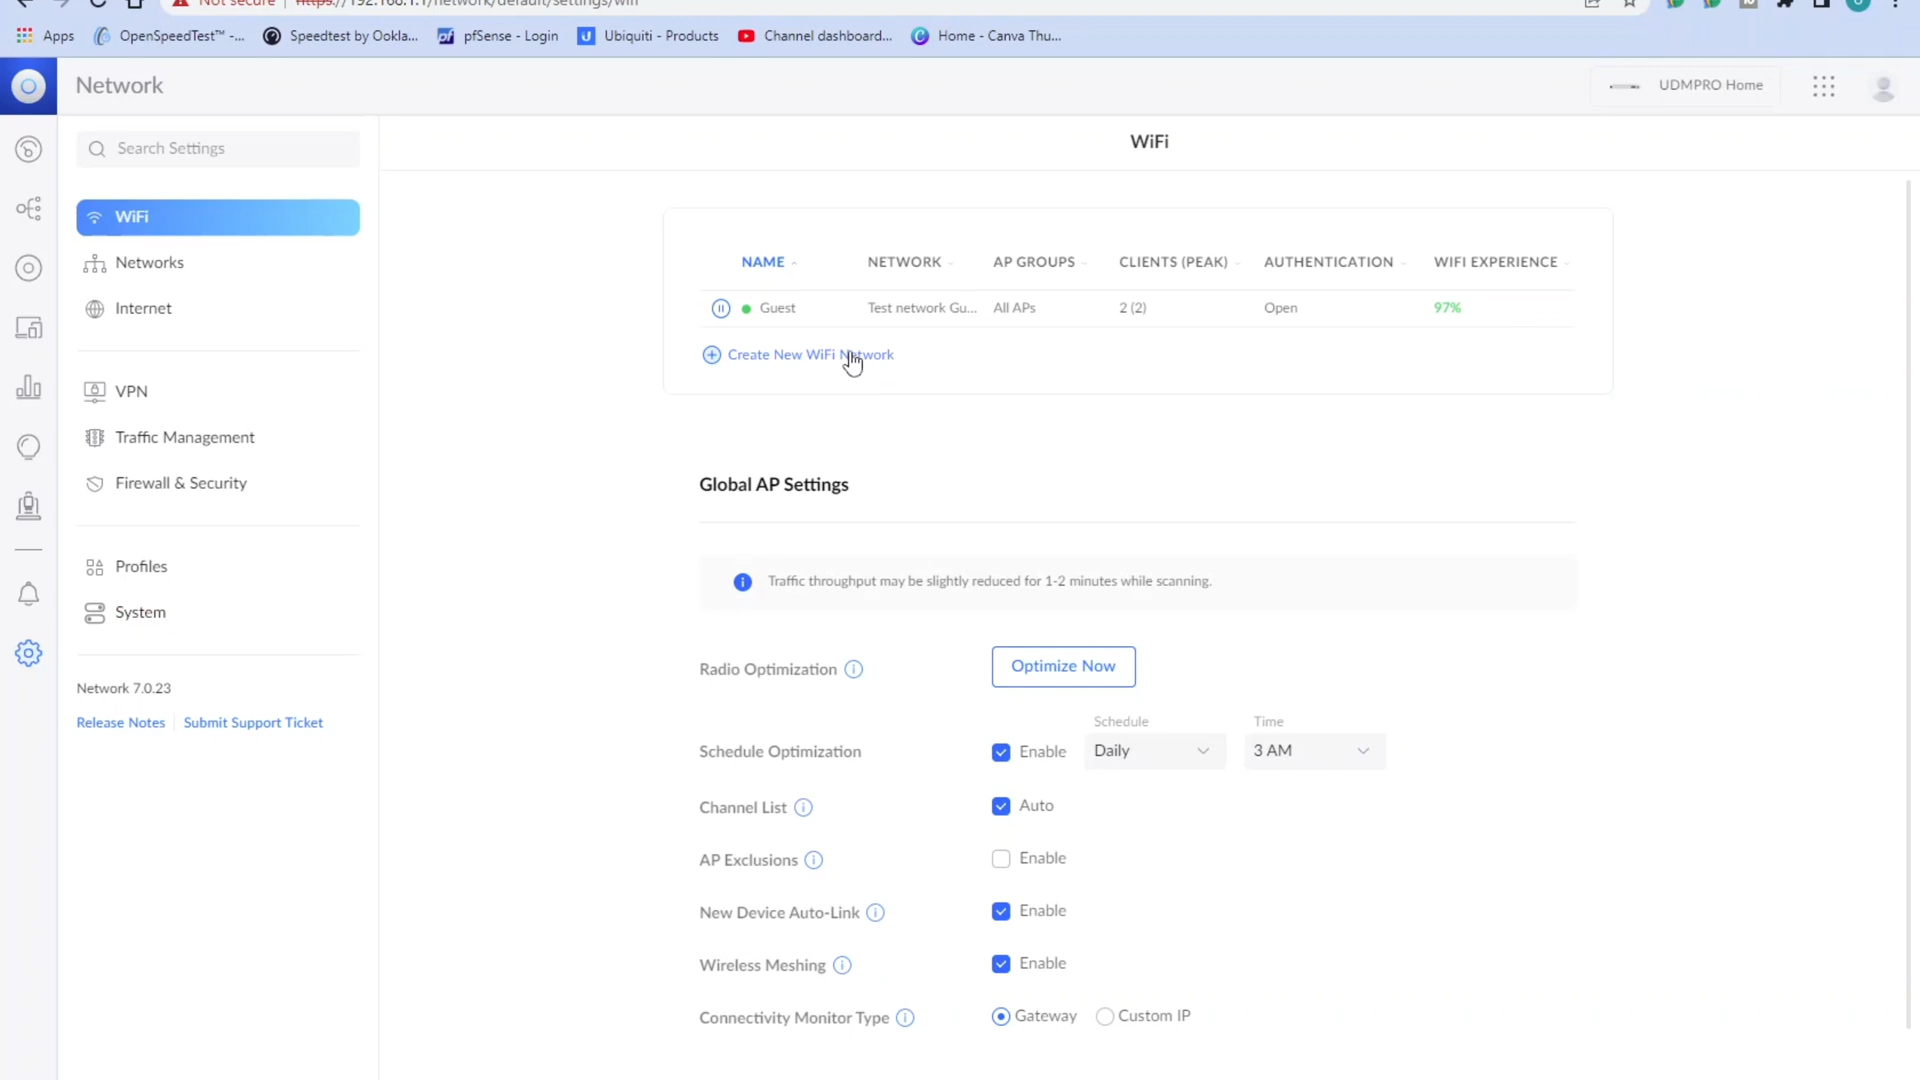 Not secure | https://192.168.1.1/network/default/settings/wifi
Apps OpenSpeedTest™ -... Speedtest by Ookla... pfSense - Login Ubiquiti - Products Channel dashboard... Home - Canva Thu...
Network
UDMPRO Home
Search Settings
WiFi
Networks
Internet
VPN
Traffic Management
Firewall & Security
Profiles
System
Network 7.0.23
Release Notes Submit Support Ticket
WiFi
NAME NETWORK AP GROUPS CLIENTS (PEAK) AUTHENTICATION WIFI EXPERIENCE
Guest Test network Gu... All APs 2 (2) Open 97%
Create New WiFi Network
Global AP Settings
Traffic throughput may be slightly reduced for 1-2 minutes while scanning.
Radio Optimization Optimize Now
Schedule Time
Schedule Optimization Enable Daily 3 AM
Channel List Auto
AP Exclusions Enable
New Device Auto-Link Enable
Wireless Meshing Enable
Connectivity Monitor Type Gateway Custom IP